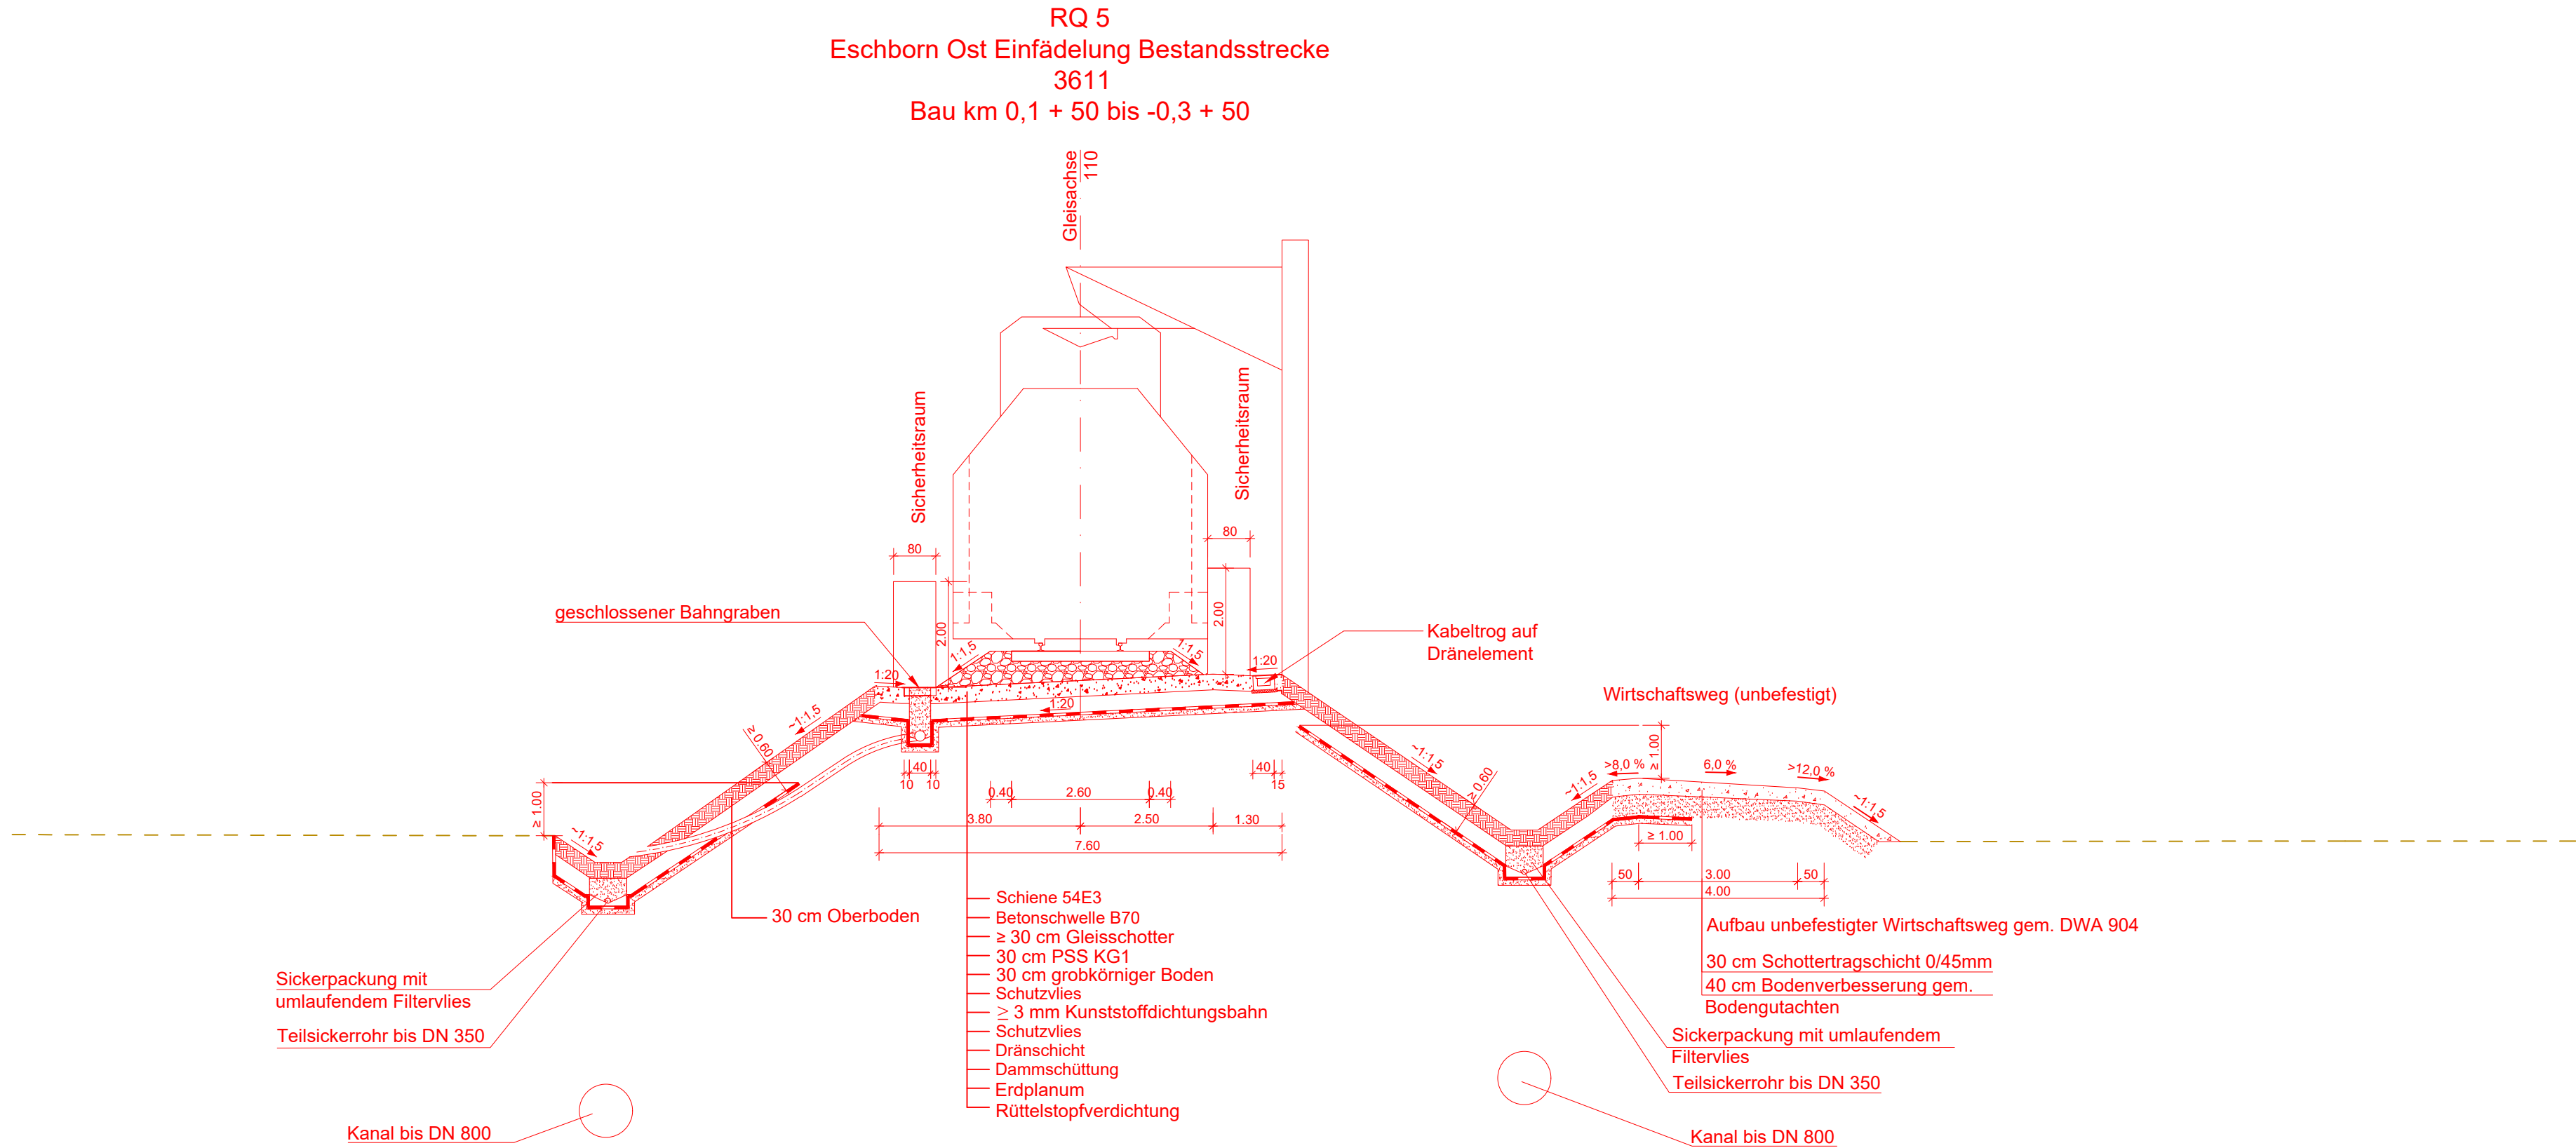 RQ 5
Eschborn Ost Einfädelung Bestandsstrecke
3611
Bau km 0,1 + 50 bis -0,3 + 50
Gleisachse
110
Sicherheitsraum
Sicherheitsraum
80
80
2.00
2.00
geschlossener Bahngraben
Kabeltrog auf
Dränelement
1:1,5
1:1,5
1:20
1:20
1:20
Wirtschaftsweg (unbefestigt)
~1:1,5
≥ 0.60
≥ 1.00
~1:1,5
~1:1,5
≥ 0.60
~1:1,5
>8,0 %
≥ 1.00
6,0 %
>12,0 %
~1:1,5
40
10
10
40
15
0.40
2.60
0.40
3.80
2.50
1.30
7.60
≥ 1.00
50
3.00
50
4.00
30 cm Oberboden
Schiene 54E3
Betonschwelle B70
≥ 30 cm Gleisschotter
30 cm PSS KG1
30 cm grobkörniger Boden
Schutzvlies
≥ 3 mm Kunststoffdichtungsbahn
Schutzvlies
Dränschicht
Dammschüttung
Erdplanum
Rüttelstopfverdichtung
Aufbau unbefestigter Wirtschaftsweg gem. DWA 904
30 cm Schottertragschicht 0/45mm
40 cm Bodenverbesserung gem.
Bodengutachten
Sickerpackung mit
umlaufendem Filtervlies
Teilsickerrohr bis DN 350
Kanal bis DN 800
Sickerpackung mit umlaufendem
Filtervlies
Teilsickerrohr bis DN 350
Kanal bis DN 800